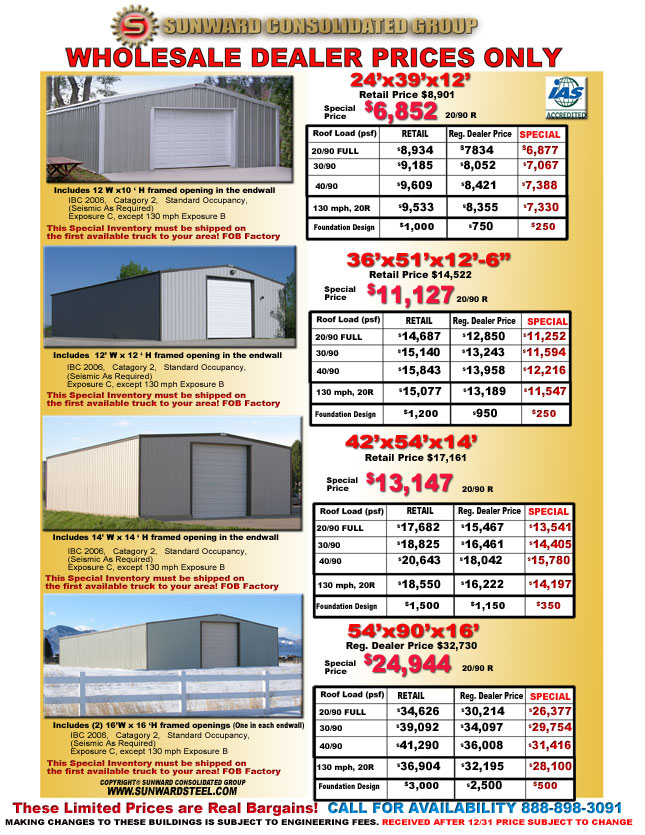 SUNWARD CONSOLIDATED GROUP
WHOLESALE DEALER PRICES ONLY
24'x39'x12'
Retail Price $8,901
Special Price $6,852 20/90 R
IAS
ACCREDITED
Roof Load (psf) RETAIL Reg. Dealer Price SPECIAL
20/90 FULL $8,934 $7834 $6,877
30/90 $9,185 $8,052 $7,067
40/90 $9,609 $8,421 $7,388
130 mph, 20R $9,533 $8,355 $7,330
Foundation Design $1,000 $750 $250
Includes 12 W x10 ' H framed opening in the endwall
IBC 2006, Catagory 2, Standard Occupancy,
(Seismic As Required)
Exposure C, except 130 mph Exposure B
This Special Inventory must be shipped on
the first available truck to your area! FOB Factory
36'x51'x12'-6"
Retail Price $14,522
Special Price $11,127 20/90 R
Roof Load (psf) RETAIL Reg. Dealer Price SPECIAL
20/90 FULL $14,687 $12,850 $11,252
30/90 $15,140 $13,243 $11,594
40/90 $15,843 $13,958 $12,216
130 mph, 20R $15,077 $13,189 $11,547
Foundation Design $1,200 $950 $250
Includes 12' W x 12 ' H framed opening in the endwall
IBC 2006, Catagory 2, Standard Occupancy,
(Seismic As Required)
Exposure C, except 130 mph Exposure B
This Special Inventory must be shipped on
the first available truck to your area! FOB Factory
42'x54'x14'
Retail Price $17,161
Special Price $13,147 20/90 R
Roof Load (psf) RETAIL Reg. Dealer Price SPECIAL
20/90 FULL $17,682 $15,467 $13,541
30/90 $18,825 $16,461 $14,405
40/90 $20,643 $18,042 $15,780
130 mph, 20R $18,550 $16,222 $14,197
Foundation Design $1,500 $1,150 $350
Includes 14' W x 14 ' H framed opening in the endwall
IBC 2006, Catagory 2, Standard Occupancy,
(Seismic As Required)
Exposure C, except 130 mph Exposure B
This Special Inventory must be shipped on
the first available truck to your area! FOB Factory
54'x90'x16'
Reg. Dealer Price $32,730
Special Price $24,944 20/90 R
Roof Load (psf) RETAIL Reg. Dealer Price SPECIAL
20/90 FULL $34,626 $30,214 $26,377
30/90 $39,092 $34,097 $29,754
40/90 $41,290 $36,008 $31,416
130 mph, 20R $36,904 $32,195 $28,100
Foundation Design $3,000 $2,500 $500
Includes (2) 16'W x 16 'H framed openings (One in each endwall)
IBC 2006, Catagory 2, Standard Occupancy,
(Seismic As Required)
Exposure C, except 130 mph Exposure B
This Special Inventory must be shipped on
the first available truck to your area! FOB Factory
COPYRIGHT® SUNWARD CONSOLIDATED GROUP
WWW.SUNWARDSTEEL.COM
These Limited Prices are Real Bargains! CALL FOR AVAILABILITY 888-898-3091
MAKING CHANGES TO THESE BUILDINGS IS SUBJECT TO ENGINEERING FEES. RECEIVED AFTER 12/31 PRICE SUBJECT TO CHANGE